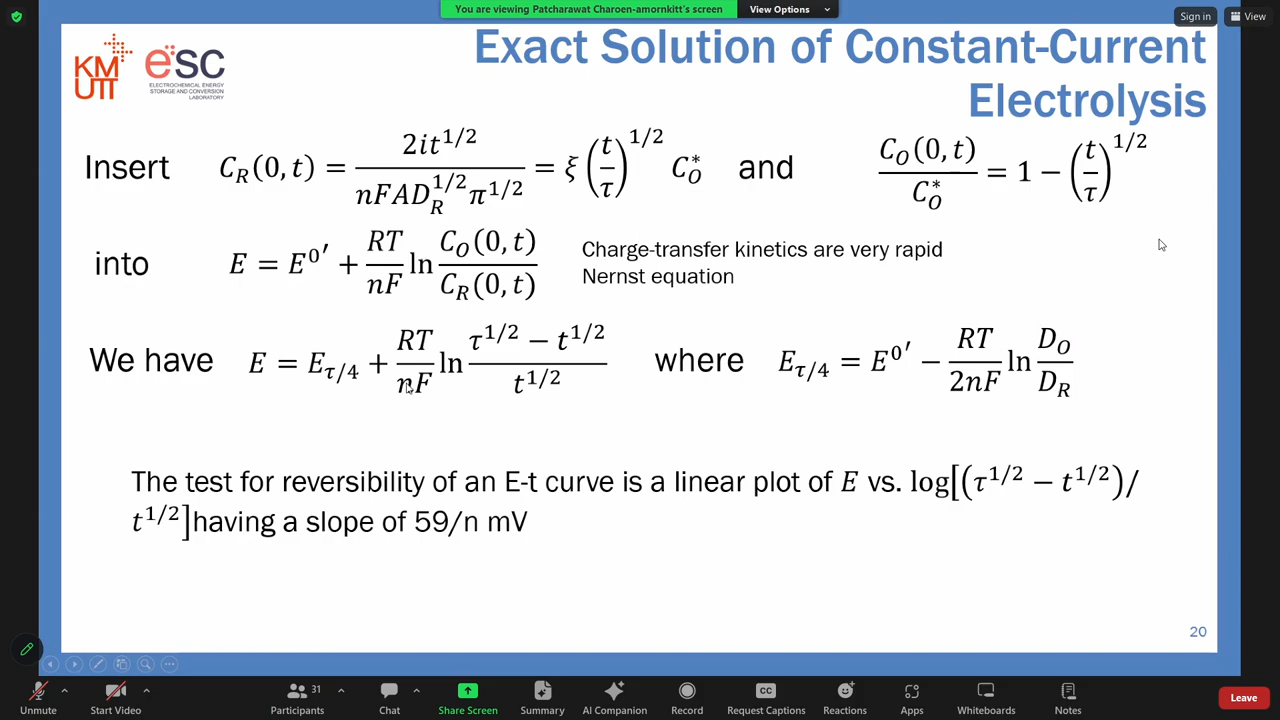 You are viewing Patcharawat Charoen-amornkitt's screen
View Options
Sign in
View
KM
UTT
esc
ELECTROCHEMICAL ENERGY
STORAGE AND CONVERSION
LABORATORY
Exact Solution of Constant-Current
Electrolysis
Insert C_R(0, t) = 2it^{1/2} / nFAD_R^{1/2}π^{1/2} = ξ(t/τ)^{1/2} C_O^* and C_O(0, t)/C_O^* = 1 − (t/τ)^{1/2}
into E = E^{0′} + RT/nF ln C_O(0, t)/C_R(0, t)
Charge-transfer kinetics are very rapid
Nernst equation
We have E = E_{τ/4} + RT/nF ln (τ^{1/2} − t^{1/2})/t^{1/2} where E_{τ/4} = E^{0′} − RT/2nF ln D_O/D_R
The test for reversibility of an E-t curve is a linear plot of E vs. log[(τ^{1/2} − t^{1/2})/
t^{1/2}]having a slope of 59/n mV
20
Unmute
Start Video
31
Participants
Chat
Share Screen
Summary
AI Companion
Record
CC
Request Captions
Reactions
Apps
Whiteboards
Notes
Leave